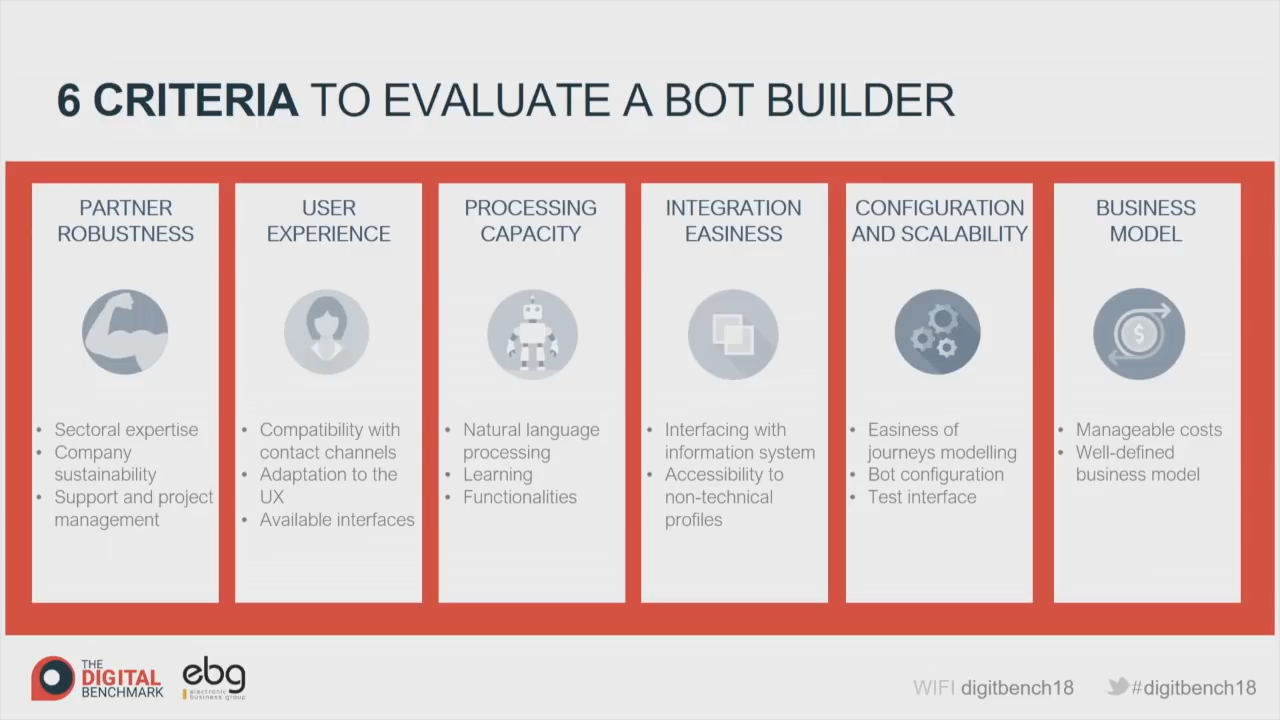 6 CRITERIA TO EVALUATE A BOT BUILDER
PARTNER
ROBUSTNESS
• Sectoral expertise
• Company
sustainability
• Support and project
management
USER
EXPERIENCE
• Compatibility with
contact channels
• Adaptation to the
UX
• Available interfaces
PROCESSING
CAPACITY
• Natural language
processing
• Learning
• Functionalities
INTEGRATION
EASINESS
• Interfacing with
information system
• Accessibility to
non-technical
profiles
CONFIGURATION
AND SCALABILITY
• Easiness of
journeys modelling
• Bot configuration
• Test interface
BUSINESS
MODEL
$
• Manageable costs
• Well-defined
business model
THE
DIGITAL
BENCHMARK
ebg
electronic
business group
WIFI digitbench18
#digitbench18